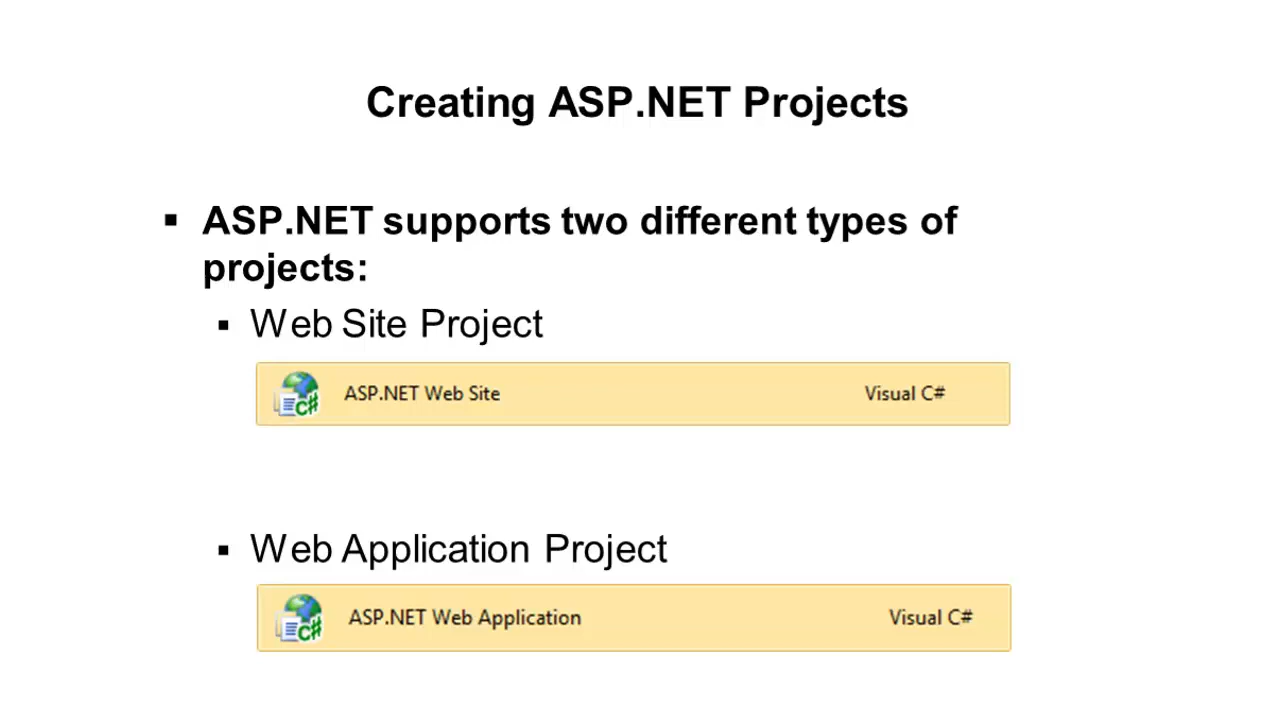 Creating ASP.NET Projects
▪ ASP.NET supports two different types of
projects:
▪ Web Site Project
C# ASP.NET Web Site Visual C#
▪ Web Application Project
C# ASP.NET Web Application Visual C#